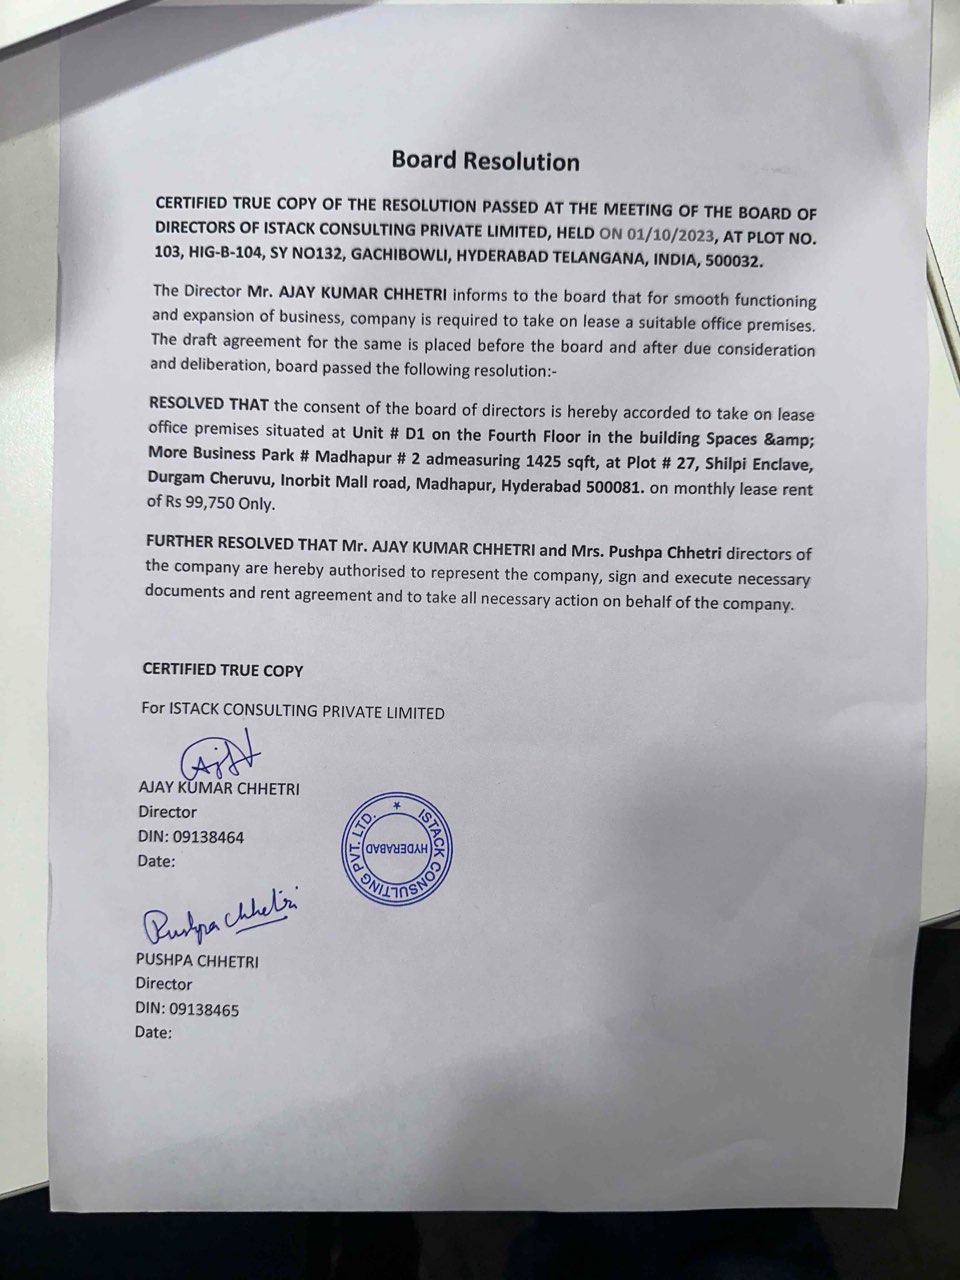 Board Resolution
CERTIFIED TRUE COPY OF THE RESOLUTION PASSED AT THE MEETING OF THE BOARD OF
DIRECTORS OF ISTACK CONSULTING PRIVATE LIMITED, HELD ON 01/10/2023, AT PLOT NO.
103, HIG-B-104, SY NO132, GACHIBOWLI, HYDERABAD TELANGANA, INDIA, 500032.
The Director Mr. AJAY KUMAR CHHETRI informs to the board that for smooth functioning
and expansion of business, company is required to take on lease a suitable office premises.
The draft agreement for the same is placed before the board and after due consideration
and deliberation, board passed the following resolution:-
RESOLVED THAT the consent of the board of directors is hereby accorded to take on lease
office premises situated at Unit # D1 on the Fourth Floor in the building Spaces &amp;
More Business Park # Madhapur # 2 admeasuring 1425 sqft, at Plot # 27, Shilpi Enclave,
Durgam Cheruvu, Inorbit Mall road, Madhapur, Hyderabad 500081. on monthly lease rent
of Rs 99,750 Only.
FURTHER RESOLVED THAT Mr. AJAY KUMAR CHHETRI and Mrs. Pushpa Chhetri directors of
the company are hereby authorised to represent the company, sign and execute necessary
documents and rent agreement and to take all necessary action on behalf of the company.
CERTIFIED TRUE COPY
For ISTACK CONSULTING PRIVATE LIMITED
AJAY KUMAR CHHETRI
Director
DIN: 09138464
Date:
ISTACK CONSULTING PVT. LTD.
HYDERABAD
Pushpa Chhetri
PUSHPA CHHETRI
Director
DIN: 09138465
Date: